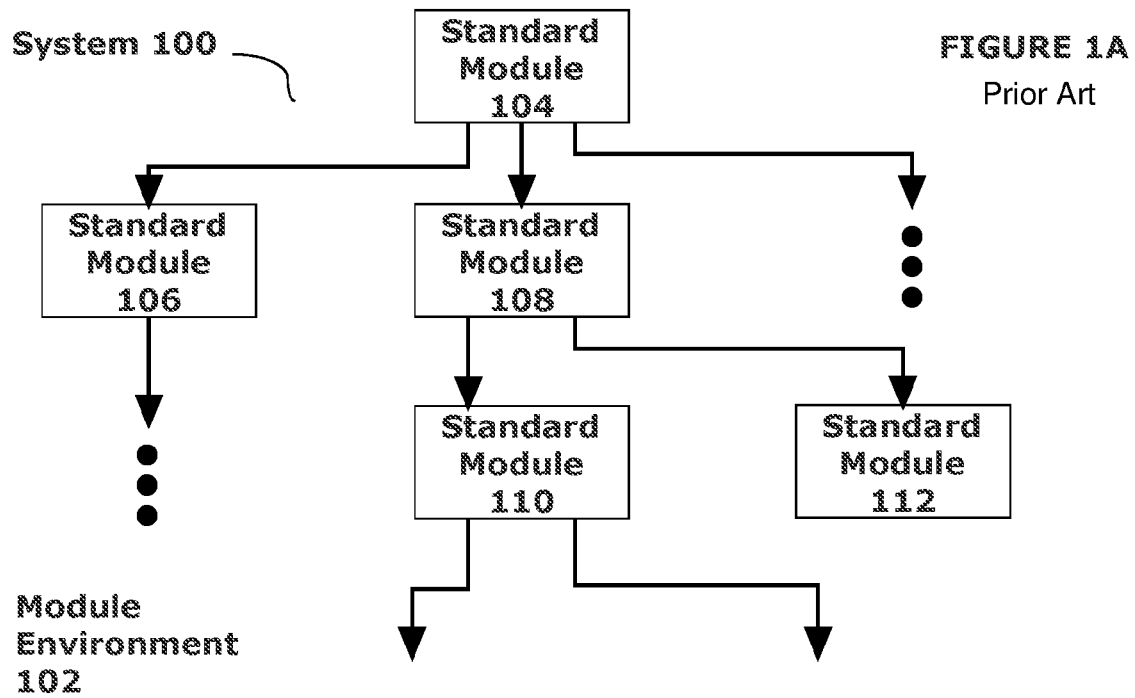 System 100
Standard
Module
104
FIGURE 1A
Prior Art
Standard
Module
106
Standard
Module
108
Standard
Module
110
Standard
Module
112
Module
Environment
102